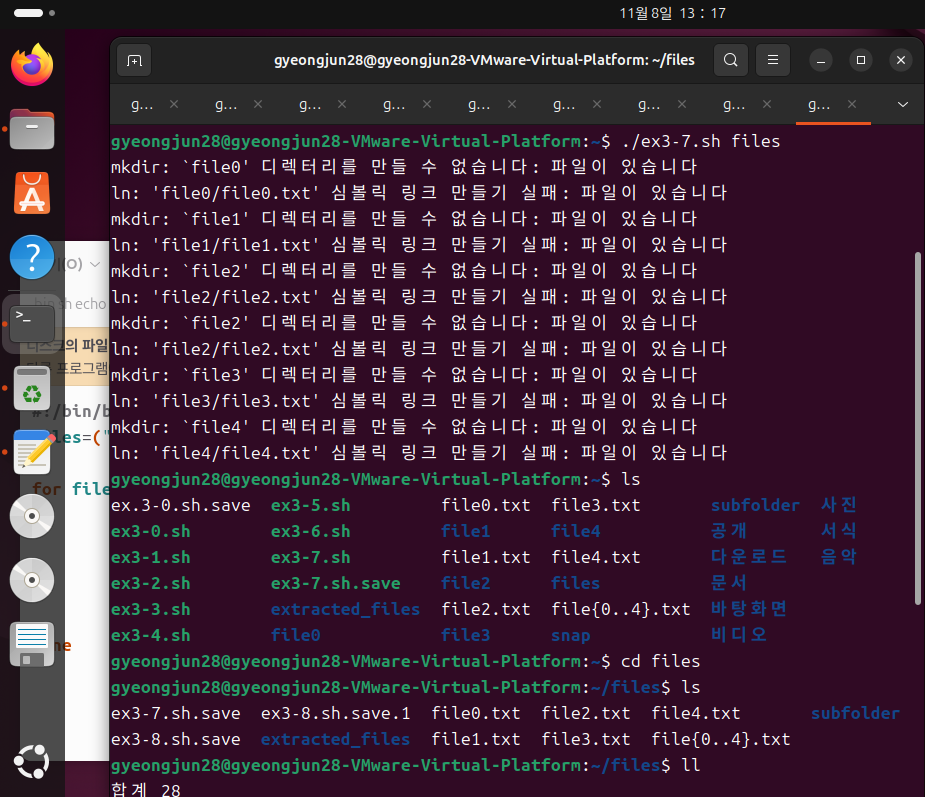 11월 8일 13 : 17
gyeongjun28@gyeongjun28-VMware-Virtual-Platform: ~/files
g... g... g... g... g... g... g... g... g...
gyeongjun28@gyeongjun28-VMware-Virtual-Platform:~$ ./ex3-7.sh files
mkdir: `file0' 디렉터리를 만들 수 없습니다: 파일이 있습니다
ln: 'file0/file0.txt' 심볼릭 링크 만들기 실패: 파일이 있습니다
mkdir: `file1' 디렉터리를 만들 수 없습니다: 파일이 있습니다
ln: 'file1/file1.txt' 심볼릭 링크 만들기 실패: 파일이 있습니다
mkdir: `file2' 디렉터리를 만들 수 없습니다: 파일이 있습니다
ln: 'file2/file2.txt' 심볼릭 링크 만들기 실패: 파일이 있습니다
mkdir: `file2' 디렉터리를 만들 수 없습니다: 파일이 있습니다
ln: 'file2/file2.txt' 심볼릭 링크 만들기 실패: 파일이 있습니다
mkdir: `file3' 디렉터리를 만들 수 없습니다: 파일이 있습니다
ln: 'file3/file3.txt' 심볼릭 링크 만들기 실패: 파일이 있습니다
mkdir: `file4' 디렉터리를 만들 수 없습니다: 파일이 있습니다
ln: 'file4/file4.txt' 심볼릭 링크 만들기 실패: 파일이 있습니다
gyeongjun28@gyeongjun28-VMware-Virtual-Platform:~$ ls
ex.3-0.sh.save ex3-5.sh file0.txt file3.txt subfolder 사진
ex3-0.sh ex3-6.sh file1 file4 공개 서식
ex3-1.sh ex3-7.sh file1.txt file4.txt 다운로드 음악
ex3-2.sh ex3-7.sh.save file2 files 문서
ex3-3.sh extracted_files file2.txt file{0..4}.txt 바탕화면
ex3-4.sh file0 file3 snap 비디오
gyeongjun28@gyeongjun28-VMware-Virtual-Platform:~$ cd files
gyeongjun28@gyeongjun28-VMware-Virtual-Platform:~/files$ ls
ex3-7.sh.save ex3-8.sh.save.1 file0.txt file2.txt file4.txt subfolder
ex3-8.sh.save extracted_files file1.txt file3.txt file{0..4}.txt
gyeongjun28@gyeongjun28-VMware-Virtual-Platform:~/files$ ll
합계 28
(O)
bin sh echo
디스크의 파일
프로그램
#!/bin/b
les=("
for file
ne